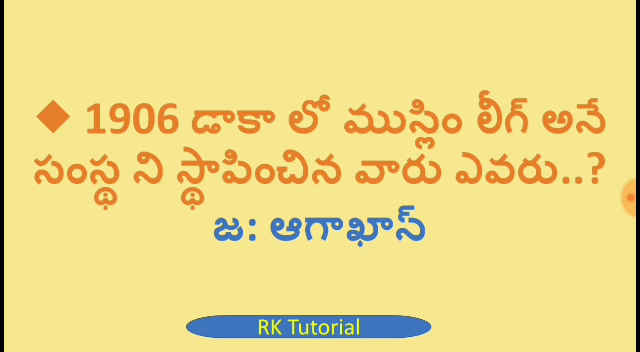 ◆ 1906 డాకా లో ముస్లిం లీగ్ అనే
సంస్థ ని స్థాపించిన వారు ఎవరు..?
జ: ఆగాఖాన్
RK Tutorial